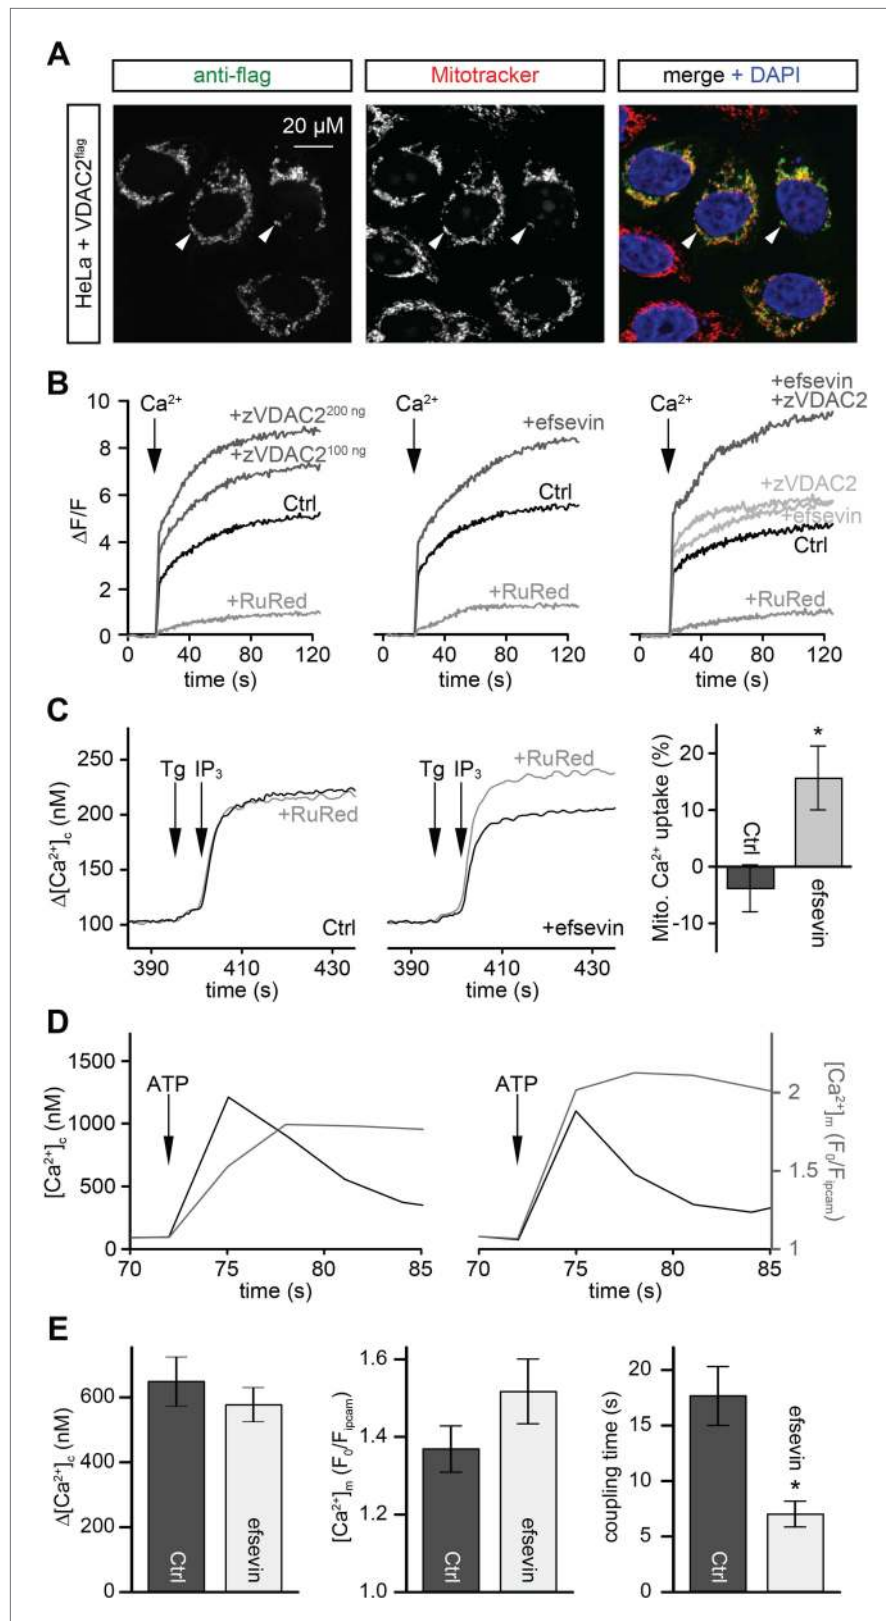 A
anti-flag
Mitotracker
merge + DAPI
HeLa + VDAC2flag
20 µM
B
ΔF/F
10
8
6
4
2
0
Ca2+
+zVDAC2200 ng
+zVDAC2100 ng
Ctrl
+RuRed
0 40 80 120
time (s)
Ca2+
+efsevin
Ctrl
+RuRed
0 40 80 120
time (s)
+efsevin
+zVDAC2
Ca2+
+zVDAC2
+efsevin
Ctrl
+RuRed
0 40 80 120
time (s)
C
Δ[Ca2+]c (nM)
250
200
150
100
Tg IP3
+RuRed
Ctrl
390 410 430
time (s)
Tg IP3
+RuRed
+efsevin
390 410 430
time (s)
Mito. Ca2+ uptake (%)
20
10
0
-10
Ctrl
*
efsevin
D
[Ca2+]c (nM)
1500
1000
500
0
ATP
70 75 80 85
time (s)
ATP
70 75 80 85
time (s)
2
1.5
1
[Ca2+]m (F0/Fipcam)
E
Δ[Ca2+]c (nM)
600
400
200
0
Ctrl
efsevin
[Ca2+]m (F0/Fipcam)
1.6
1.4
1.2
1.0
Ctrl
efsevin
coupling time (s)
20
15
10
5
0
Ctrl
efsevin
*